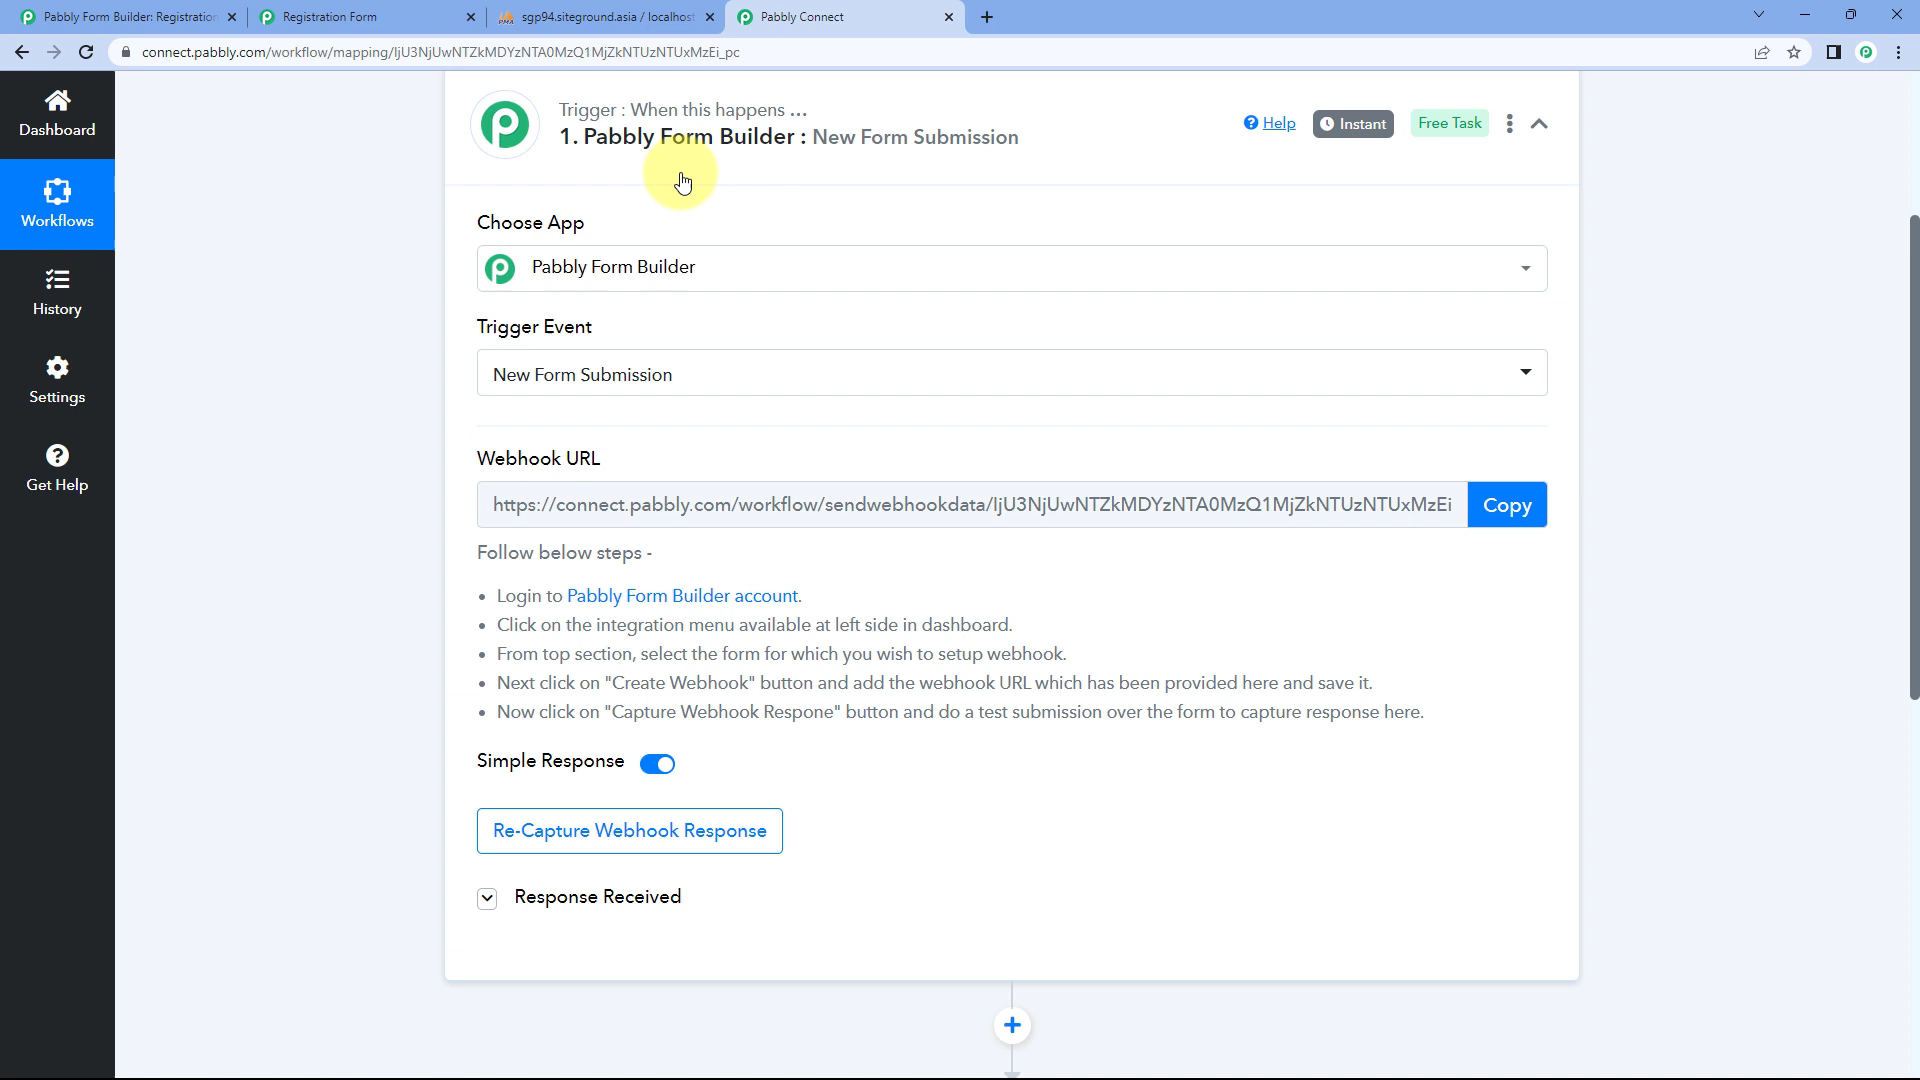 Pabbly Form Builder: Registration
Registration Form
sgp94.siteground.asia / localhost
Pabbly Connect
connect.pabbly.com/workflow/mapping/IjU3NjUwNTZkMDYzNTA0MzQ1MjZkNTUzNTUxMzEi_pc
Dashboard
Workflows
History
Settings
Get Help
Trigger : When this happens ...
1. Pabbly Form Builder : New Form Submission
Help
Instant
Free Task
Choose App
Pabbly Form Builder
Trigger Event
New Form Submission
Webhook URL
https://connect.pabbly.com/workflow/sendwebhookdata/IjU3NjUwNTZkMDYzNTA0MzQ1MjZkNTUzNTUxMzEi
Copy
Follow below steps -
Login to Pabbly Form Builder account.
Click on the integration menu available at left side in dashboard.
From top section, select the form for which you wish to setup webhook.
Next click on "Create Webhook" button and add the webhook URL which has been provided here and save it.
Now click on "Capture Webhook Respone" button and do a test submission over the form to capture response here.
Simple Response
Re-Capture Webhook Response
Response Received